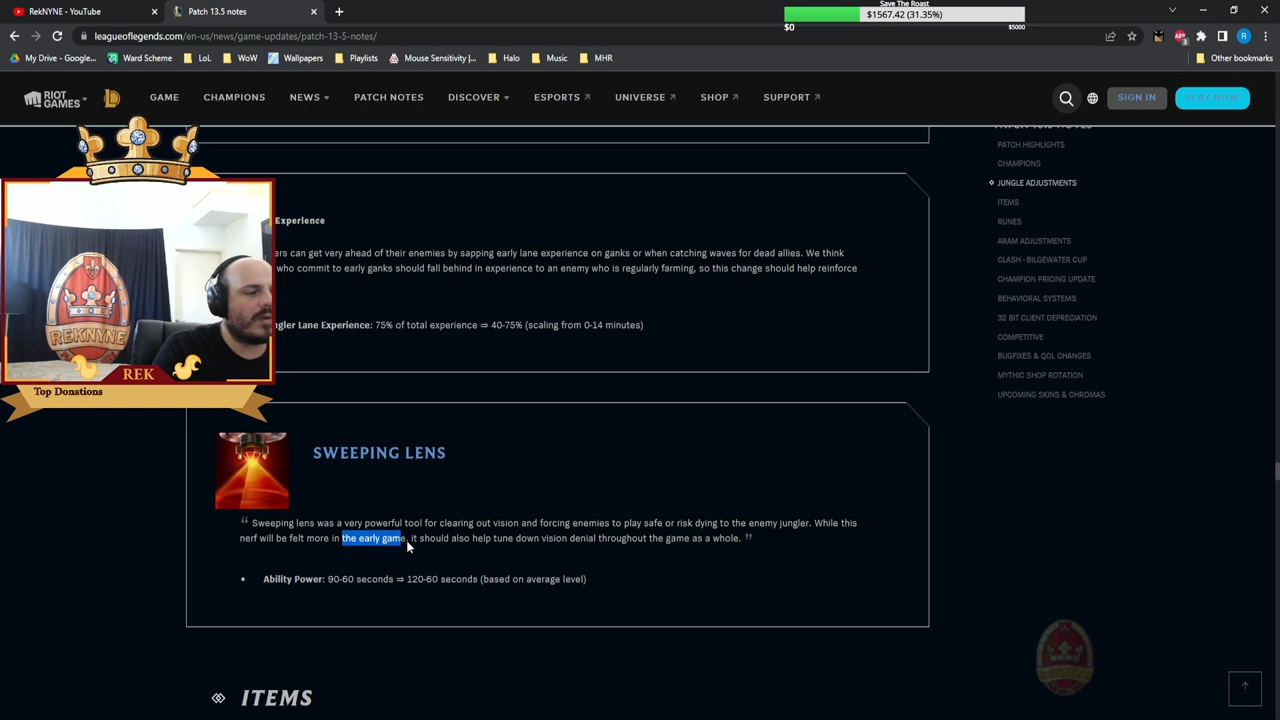 RekNYNE - YouTube
Patch 13.5 notes
Save The Roast
$1567.42 (31.35%)
$0
$5000
leagueoflegends.com/en-us/news/game-updates/patch-13-5-notes/
My Drive - Google...
Ward Scheme
LoL
WoW
Wallpapers
Playlists
Mouse Sensitivity |...
Halo
Music
MHR
Other bookmarks
RIOT GAMES
GAME
CHAMPIONS
NEWS
PATCH NOTES
DISCOVER
ESPORTS
UNIVERSE
SHOP
SUPPORT
SIGN IN
PLAY NOW
PATCH HIGHLIGHTS
CHAMPIONS
JUNGLE ADJUSTMENTS
ITEMS
RUNES
ARAM ADJUSTMENTS
CLASH - BILGEWATER CUP
CHAMPION PRICING UPDATE
BEHAVIORAL SYSTEMS
32 BIT CLIENT DEPRECIATION
COMPETITIVE
BUGFIXES & QOL CHANGES
MYTHIC SHOP ROTATION
UPCOMING SKINS & CHROMAS
Experience
ers can get very ahead of their enemies by sapping early lane experience on ganks or when catching waves for dead allies. We think
who commit to early ganks should fall behind in experience to an enemy who is regularly farming, so this change should help reinforce
ngler Lane Experience: 75% of total experience ⇒ 40-75% (scaling from 0-14 minutes)
REKNYNE
REK
Top Donations
SWEEPING LENS
“ Sweeping lens was a very powerful tool for clearing out vision and forcing enemies to play safe or risk dying to the enemy jungler. While this
nerf will be felt more in the early game, it should also help tune down vision denial throughout the game as a whole. ”
• Ability Power: 90-60 seconds ⇒ 120-60 seconds (based on average level)
ITEMS